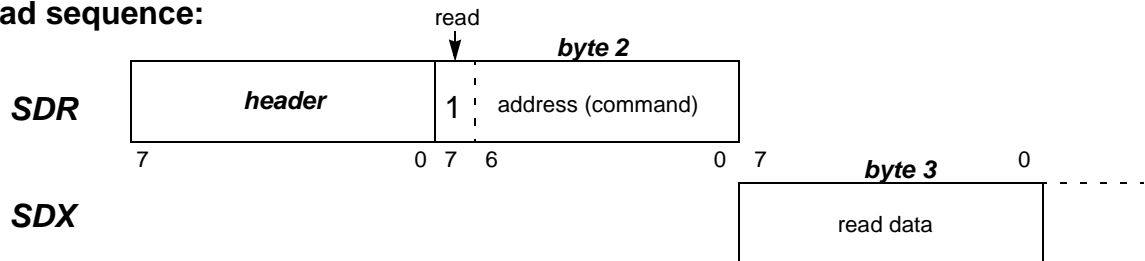 ad sequence:
read
byte 2
SDR
header
1
address (command)
7 0 7 6 0 7 0
byte 3
SDX
read data